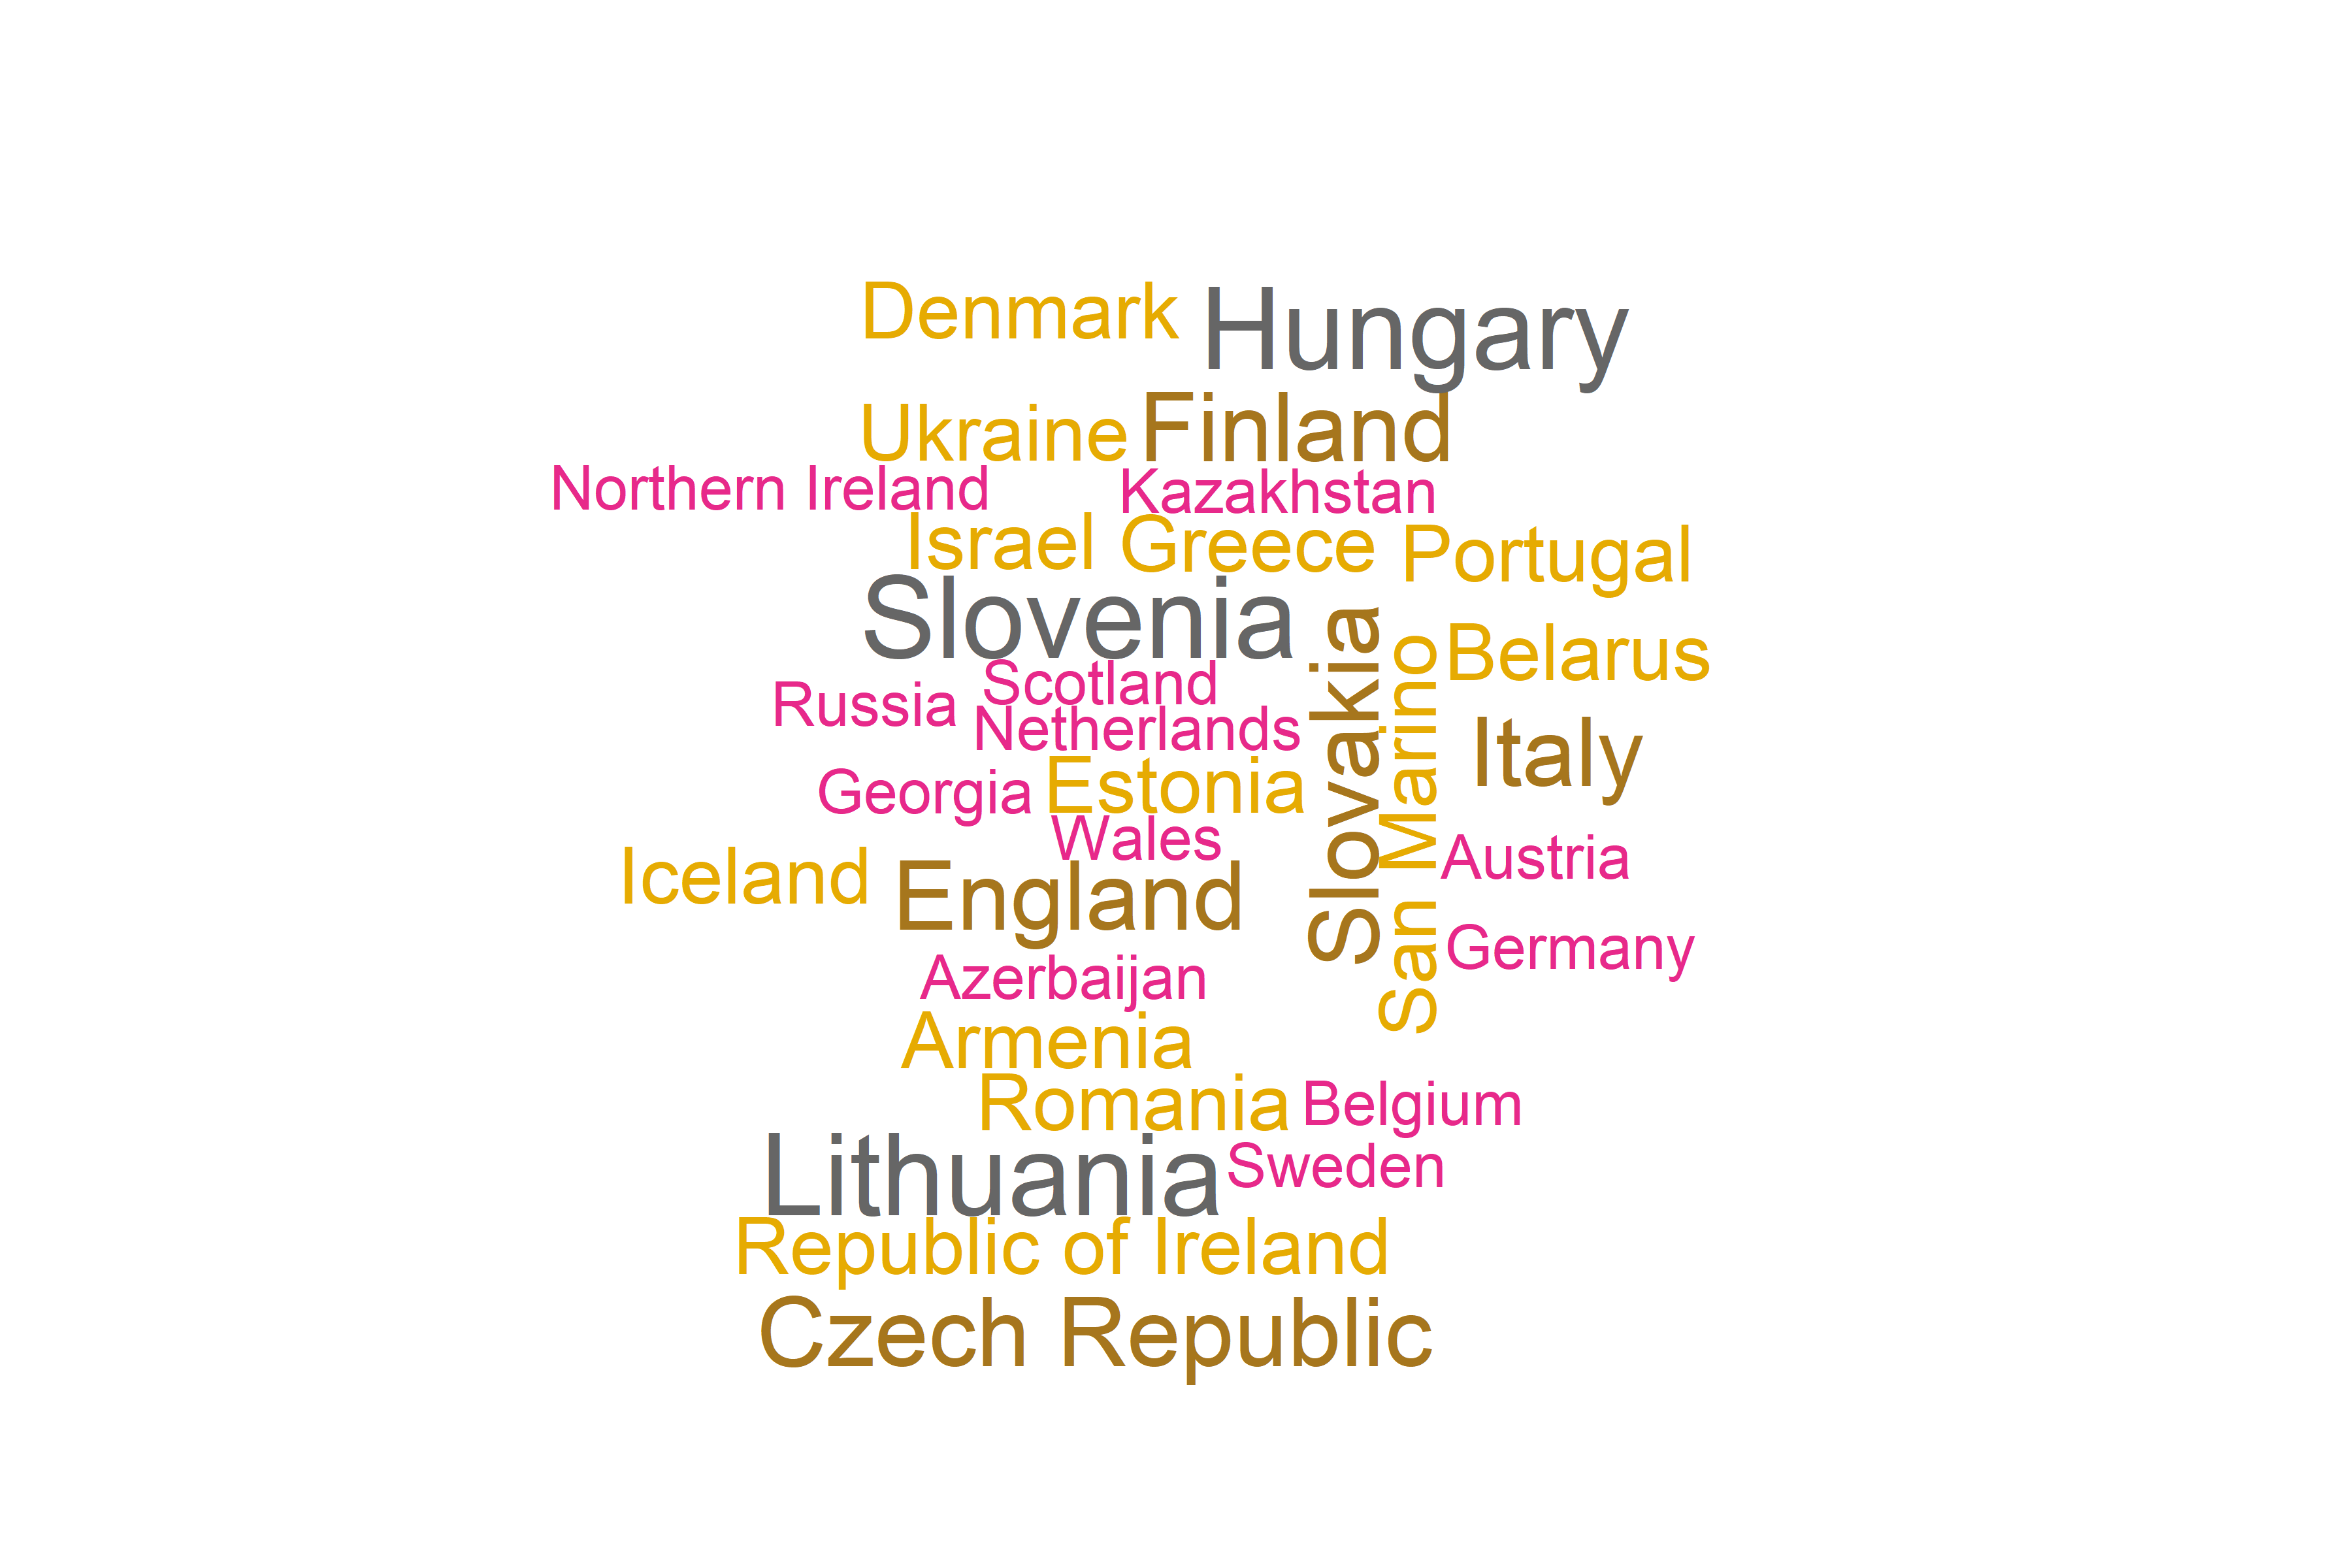 Denmark
Hungary
Ukraine
Finland
Northern Ireland
Kazakhstan
Israel
Greece
Portugal
Slovenia
Slovakia
San Marino
Belarus
Scotland
Russia
Netherlands
Italy
Georgia
Estonia
Wales
Austria
Iceland
England
Germany
Azerbaijan
Armenia
Romania
Belgium
Lithuania
Sweden
Republic of Ireland
Czech Republic